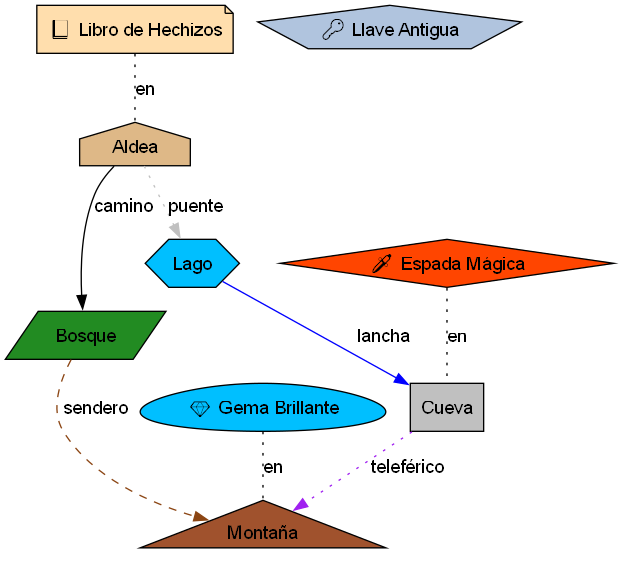 Libro de Hechizos
Llave Antigua
en
Aldea
camino
puente
Lago
Espada Mágica
Bosque
lancha
en
sendero
Gema Brillante
Cueva
en
teleférico
Montaña